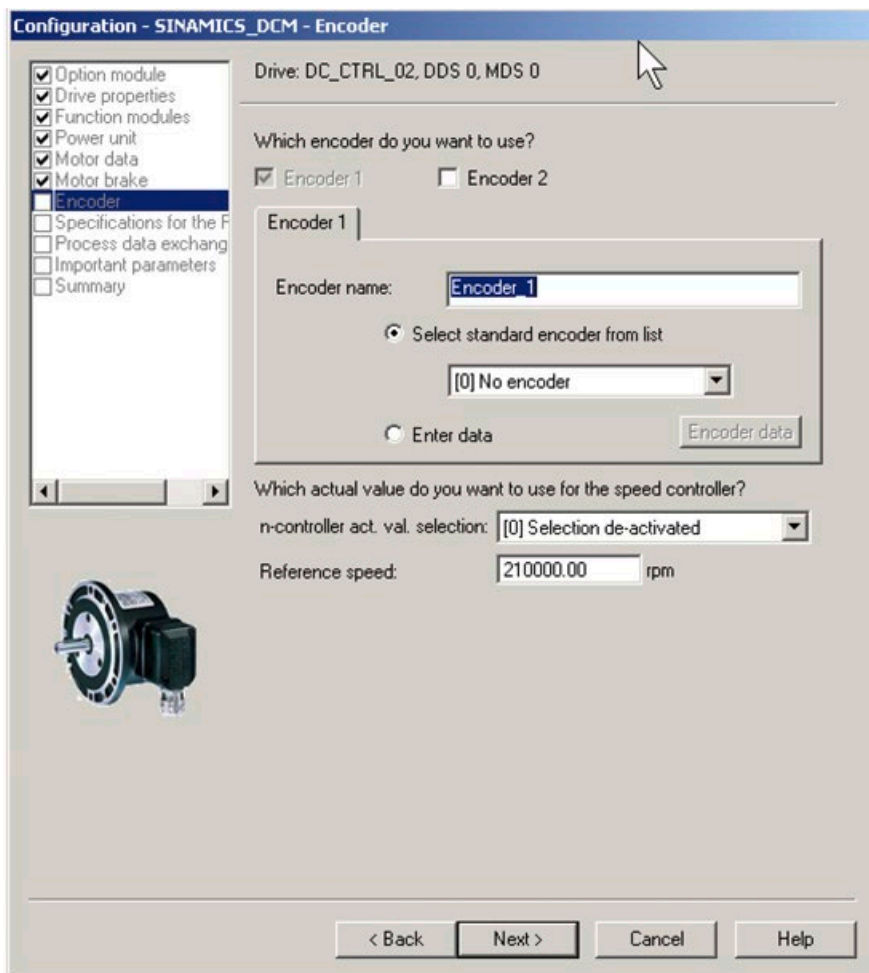 Configuration - SINAMICS_DCM - Encoder
Option module
Drive properties
Function modules
Power unit
Motor data
Motor brake
Encoder
Specifications for the F
Process data exchang
Important parameters
Summary
Drive: DC_CTRL_02, DDS 0, MDS 0
Which encoder do you want to use?
Encoder 1 Encoder 2
Encoder 1
Encoder name: Encoder_1
Select standard encoder from list
[0] No encoder
Enter data Encoder data
Which actual value do you want to use for the speed controller?
n-controller act. val. selection: [0] Selection de-activated
Reference speed: 210000.00 rpm
< Back Next > Cancel Help